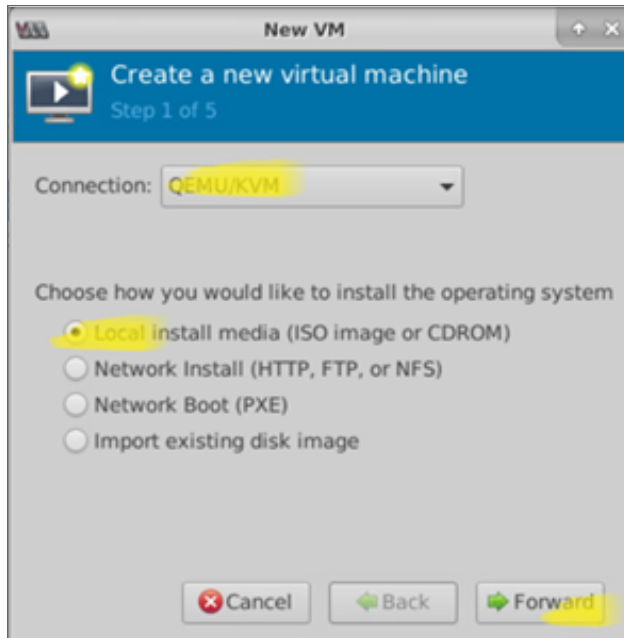 New VM
Create a new virtual machine
Step 1 of 5
Connection: QEMU/KVM
Choose how you would like to install the operating system
Local install media (ISO image or CDROM)
Network Install (HTTP, FTP, or NFS)
Network Boot (PXE)
Import existing disk image
Cancel Back Forward